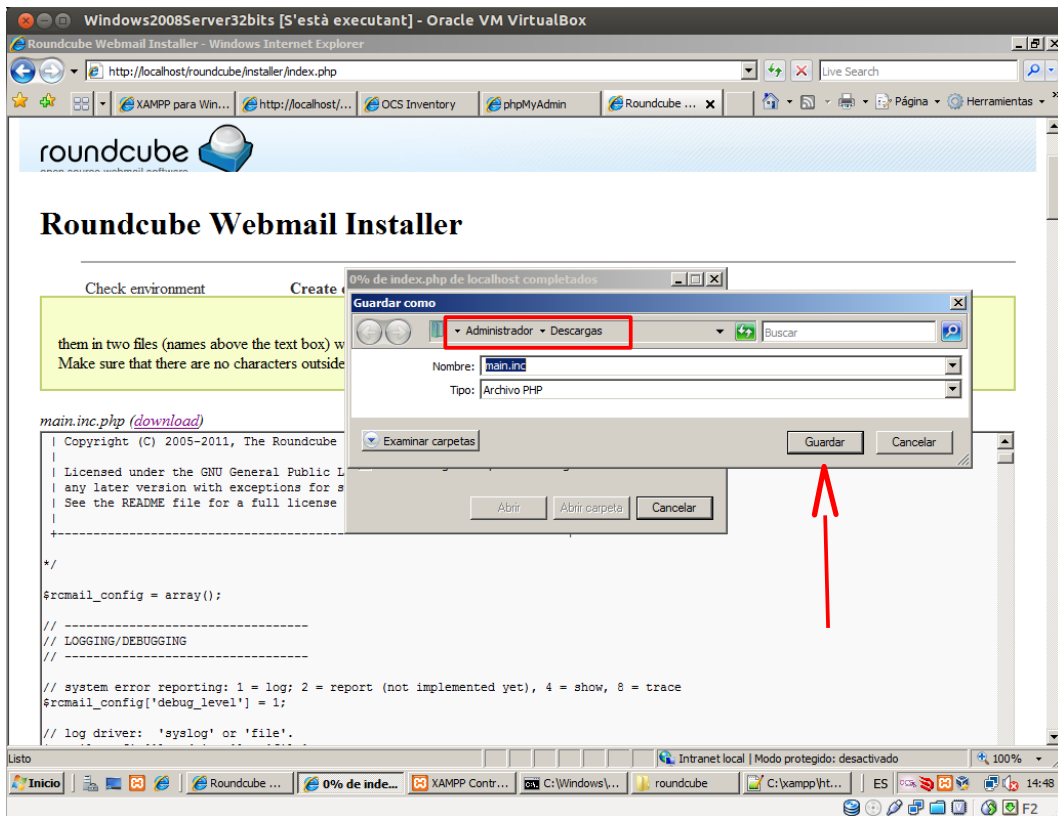 Windows2008Server32bits [S'està executant] - Oracle VM VirtualBox
Roundcube Webmail Installer - Windows Internet Explorer
http://localhost/roundcube/installer/index.php
Live Search
XAMPP para Win...
http://localhost/...
OCS Inventory
phpMyAdmin
Roundcube ...
Página
Herramientas
roundcube
open source webmail software
Roundcube Webmail Installer
Check environment
Create
0% de index.php de localhost completados
Guardar como
Administrador
Descargas
Buscar
them in two files (names above the text box) w
Make sure that there are no characters outside
Nombre: main.inc
Tipo: Archivo PHP
main.inc.php (download)
Examinar carpetas
Guardar
Cancelar
| Copyright (C) 2005-2011, The Roundcube
|
| Licensed under the GNU General Public L
| any later version with exceptions for s
| See the README file for a full license
|
+-----------------------------------------------------------------------+
Abrir
Abrir carpeta
Cancelar
*/
$rcmail_config = array();
// ----------------------------------
// LOGGING/DEBUGGING
// ----------------------------------
// system error reporting: 1 = log; 2 = report (not implemented yet), 4 = show, 8 = trace
$rcmail_config['debug_level'] = 1;
// log driver: 'syslog' or 'file'.
Listo
Intranet local | Modo protegido: desactivado
100%
Inicio
Roundcube ...
0% de inde...
XAMPP Contr...
C:\Windows\...
roundcube
C:\xampp\ht...
ES
14:48
F2